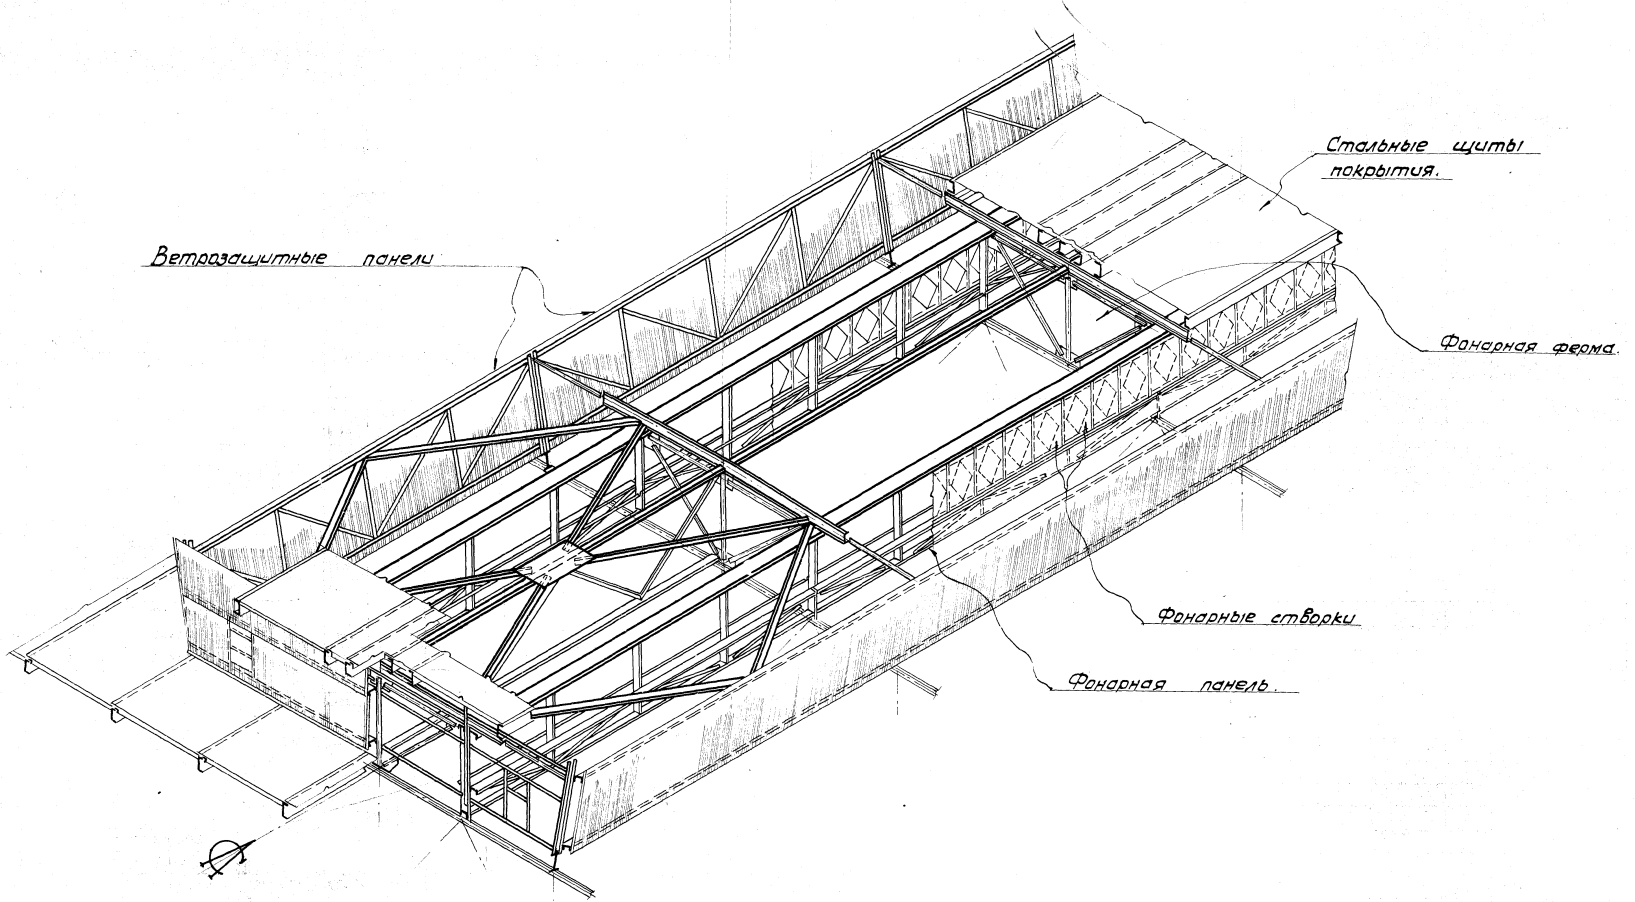 Стальные щиты
покрытия.
Ветрозащитные панели
Фонарная ферма.
Фонарные створки
Фонарная панель.